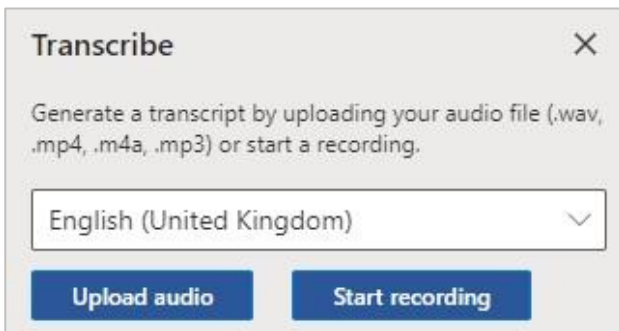 Transcribe
Generate a transcript by uploading your audio file (.wav,
.mp4, .m4a, .mp3) or start a recording.
English (United Kingdom)
Upload audio
Start recording